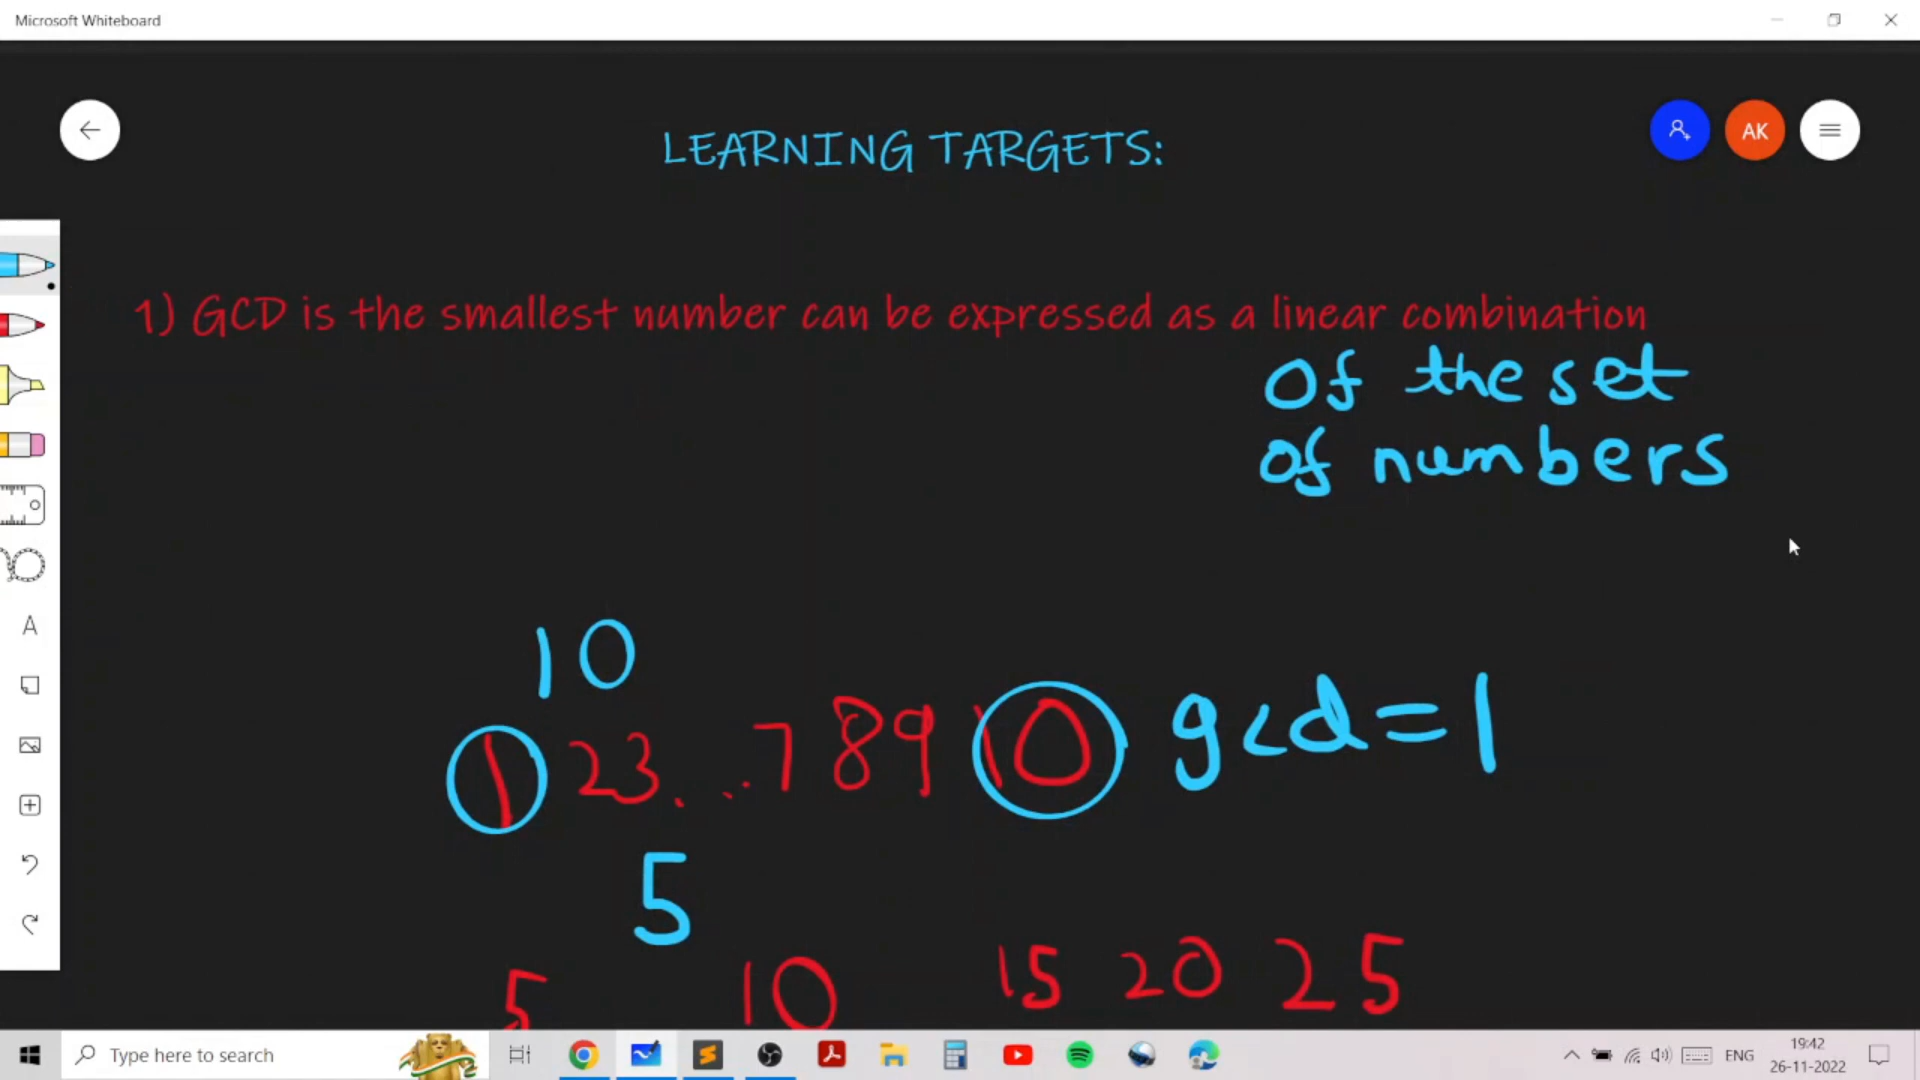 Microsoft Whiteboard
AK
LEARNING TARGETS:
1) GCD is the smallest number can be expressed as a linear combination
of the set
of numbers
10
1 23 ... 7 8 9 10 gcd = 1
5
5 10 15 20 25
A
Type here to search
ENG
19:42
26-11-2022